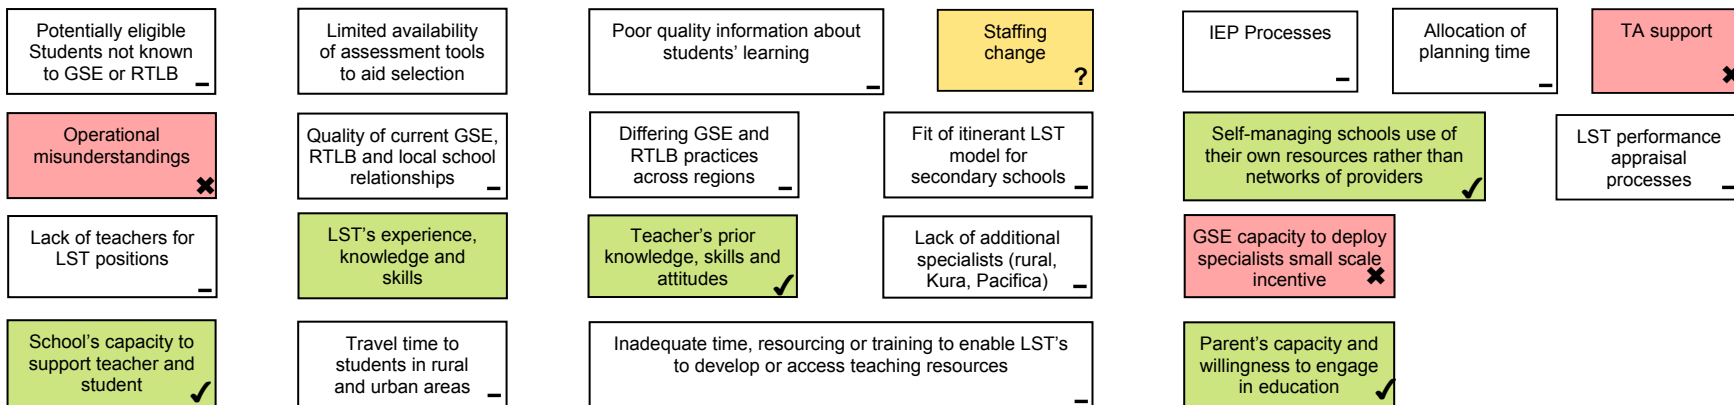 Potentially eligible
Students not known
to GSE or RTLB
–
Limited availability
of assessment tools
to aid selection
Poor quality information about
students’ learning
–
Staffing
change
?
IEP Processes
–
Allocation of
planning time
–
TA support
✖
Operational
misunderstandings
✖
Quality of current GSE,
RTLB and local school
relationships
–
Differing GSE and
RTLB practices
across regions
–
Fit of itinerant LST
model for
secondary schools
–
Self-managing schools use of
their own resources rather than
networks of providers
✓
LST performance
appraisal
processes
–
Lack of teachers for
LST positions
–
LST’s experience,
knowledge and
skills
Teacher’s prior
knowledge, skills and
attitudes
✓
Lack of additional
specialists (rural,
Kura, Pacifica)
–
GSE capacity to deploy
specialists small scale
incentive
✖
School’s capacity to
support teacher and
student
✓
Travel time to
students in rural
and urban areas
–
Inadequate time, resourcing or training to enable LST’s
to develop or access teaching resources
–
Parent’s capacity and
willingness to engage
in education
✓